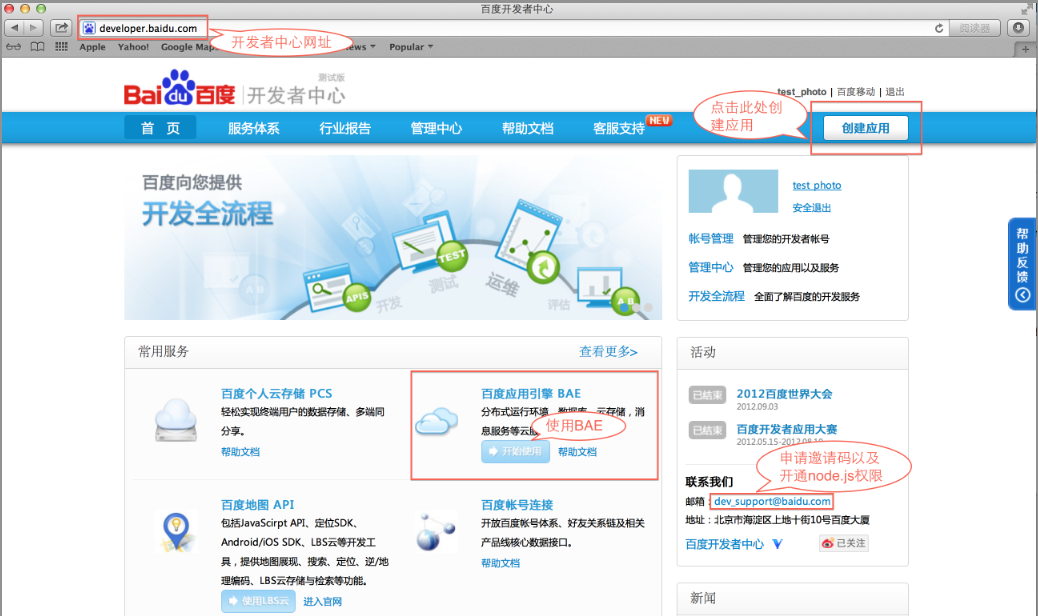 百度开发者中心
developer.baidu.com
阅读器
Apple Yahoo! Google Maps News Popular
开发者中心网址
Baidu百度 开发者中心 测试版
test_photo | 百度移动 | 退出
首 页 服务体系 行业报告 管理中心 帮助文档 客服支持 NEW 创建应用
点击此处创
建应用
百度向您提供
开发全流程
APIS 开发 TEST 测试 运维 评估 A B
test photo
安全退出
帐号管理 管理您的开发者帐号
管理中心 管理您的应用以及服务
开发全流程 全面了解百度的开发服务
帮助反馈
常用服务 查看更多>
百度个人云存储 PCS
轻松实现终端用户的数据存储、多端同
分享。
帮助文档
百度应用引擎 BAE
分布式运行环境、数据库、云存储，消
息服务等云服
使用BAE
开始使用 帮助文档
百度地图 API
包括JavaScirpt API、定位SDK、
Android/iOS SDK、LBS云等开发工
具，提供地图展现、搜索、定位、逆/地
理编码、LBS云存储与检索等功能。
使用LBS云 进入官网
百度帐号连接
开放百度帐号体系、好友关系链及相关
产品线核心数据接口。
帮助文档
活动
已结束 2012百度世界大会
2012.09.03
已结束 百度开发者应用大赛
2012.05.15-2012.08.10
申请邀请码以及
开通node.js权限
联系我们
邮箱：dev_support@baidu.com
地址：北京市海淀区上地十街10号百度大厦
百度开发者中心 V 已关注
新闻